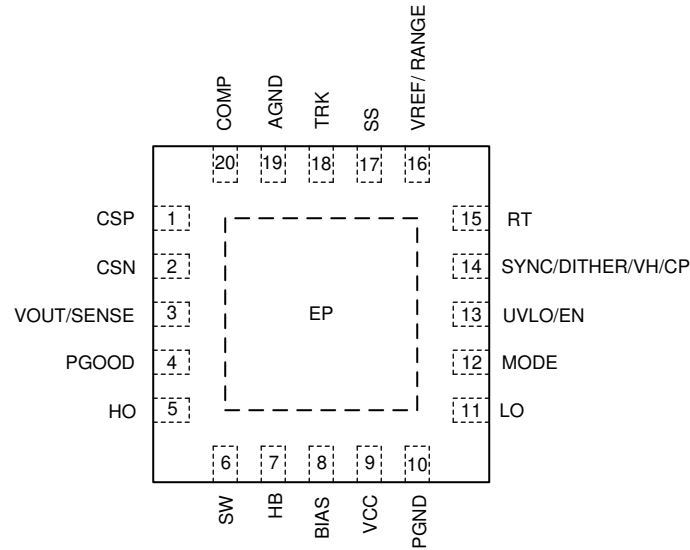 COMP
AGND
TRK
SS
VREF/ RANGE
20
19
18
17
16
CSP 1
15 RT
CSN 2
14 SYNC/DITHER/VH/CP
VOUT/SENSE 3
EP
13 UVLO/EN
PGOOD 4
12 MODE
HO 5
11 LO
6
7
8
9
10
SW
HB
BIAS
VCC
PGND